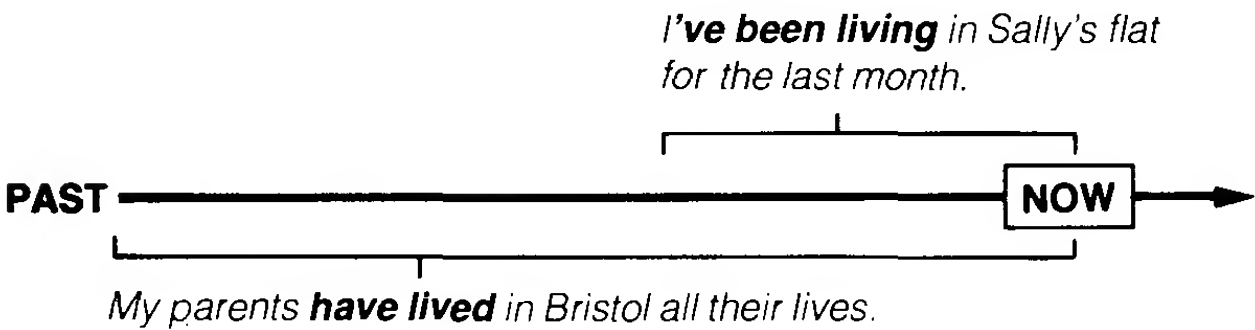 I've been living in Sally's flat
for the last month.
PAST
NOW
My parents have lived in Bristol all their lives.